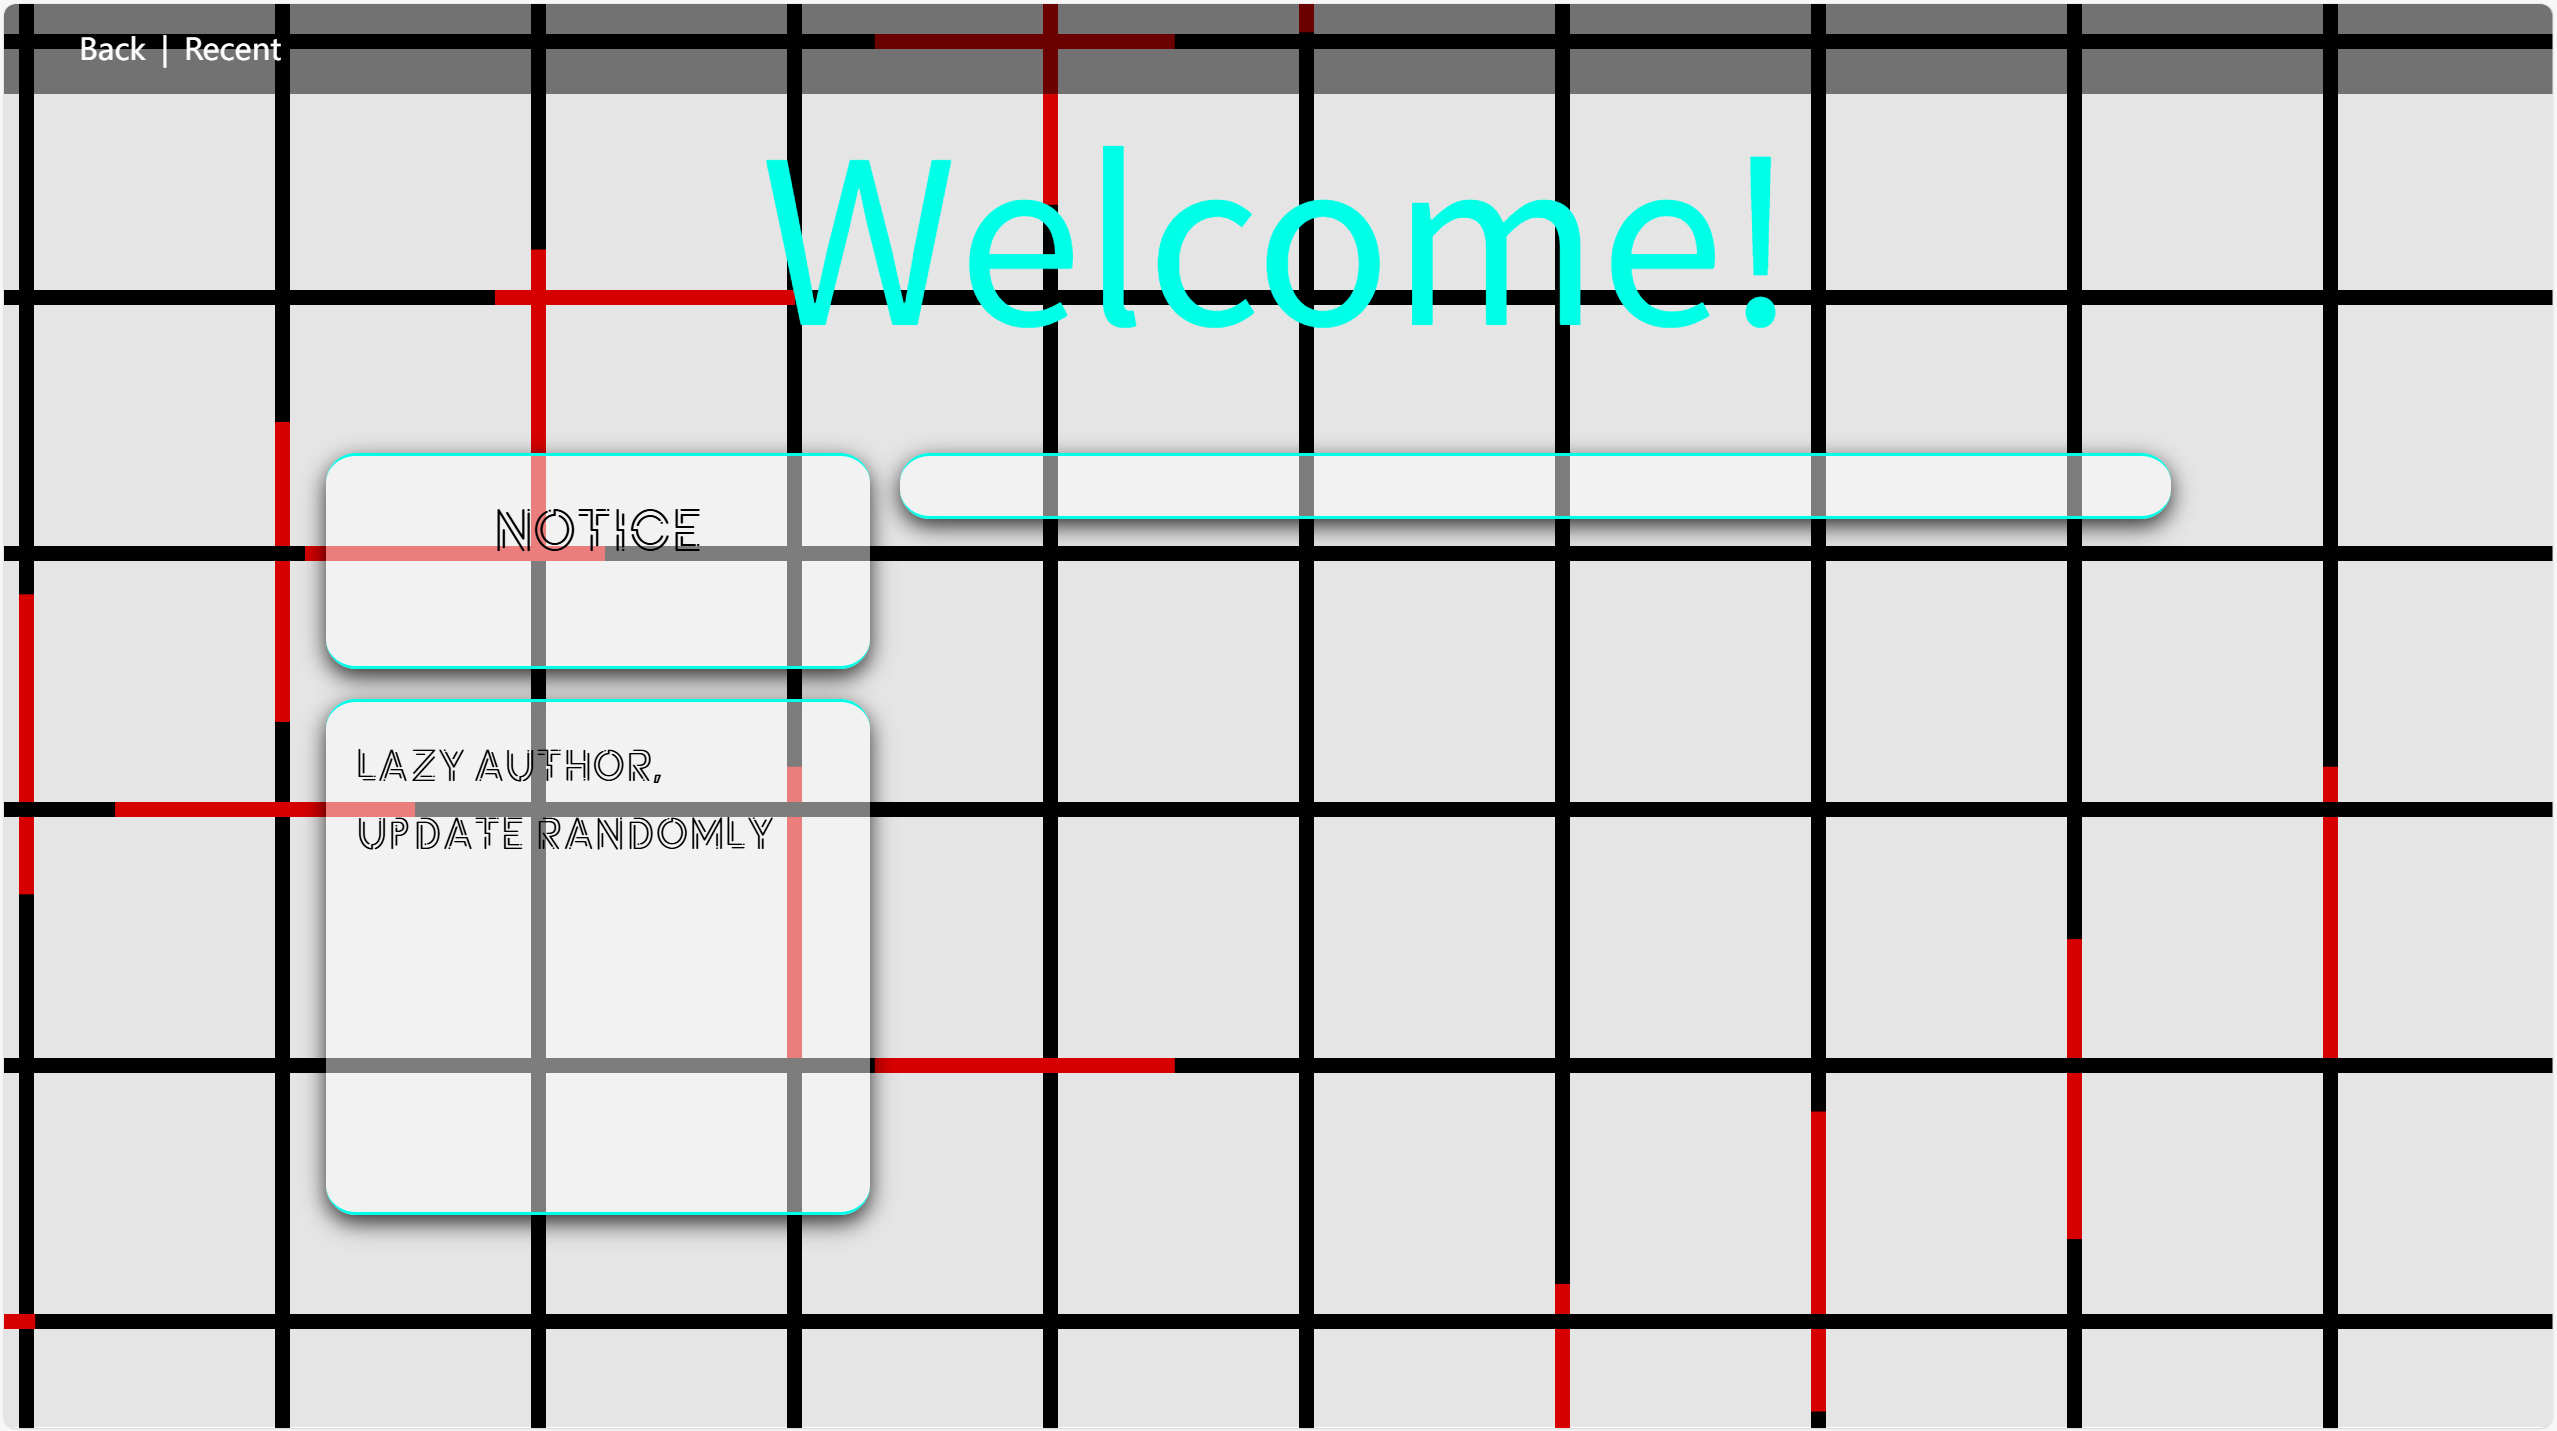 Back | Recent
Welcome!
NOTICE
LAZY AUTHOR,
UPDATE RANDOMLY